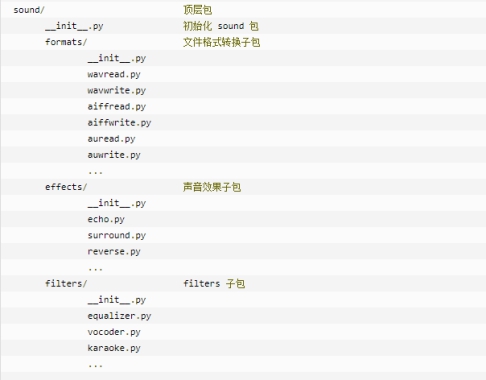 sound/                          顶层包
      __init__.py               初始化 sound 包
      formats/                  文件格式转换子包
              __init__.py
              wavread.py
              wavwrite.py
              aiffread.py
              aiffwrite.py
              auread.py
              auwrite.py
              ...
      effects/                  声音效果子包
              __init__.py
              echo.py
              surround.py
              reverse.py
              ...
      filters/                  filters 子包
              __init__.py
              equalizer.py
              vocoder.py
              karaoke.py
              ...